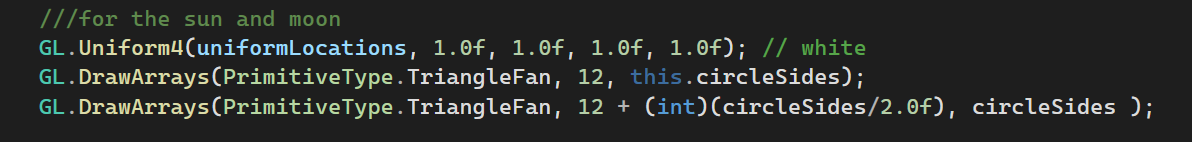 ///for the sun and moon
GL.Uniform4(uniformLocations, 1.0f, 1.0f, 1.0f, 1.0f); // white
GL.DrawArrays(PrimitiveType.TriangleFan, 12, this.circleSides);
GL.DrawArrays(PrimitiveType.TriangleFan, 12 + (int)(circleSides/2.0f), circleSides );